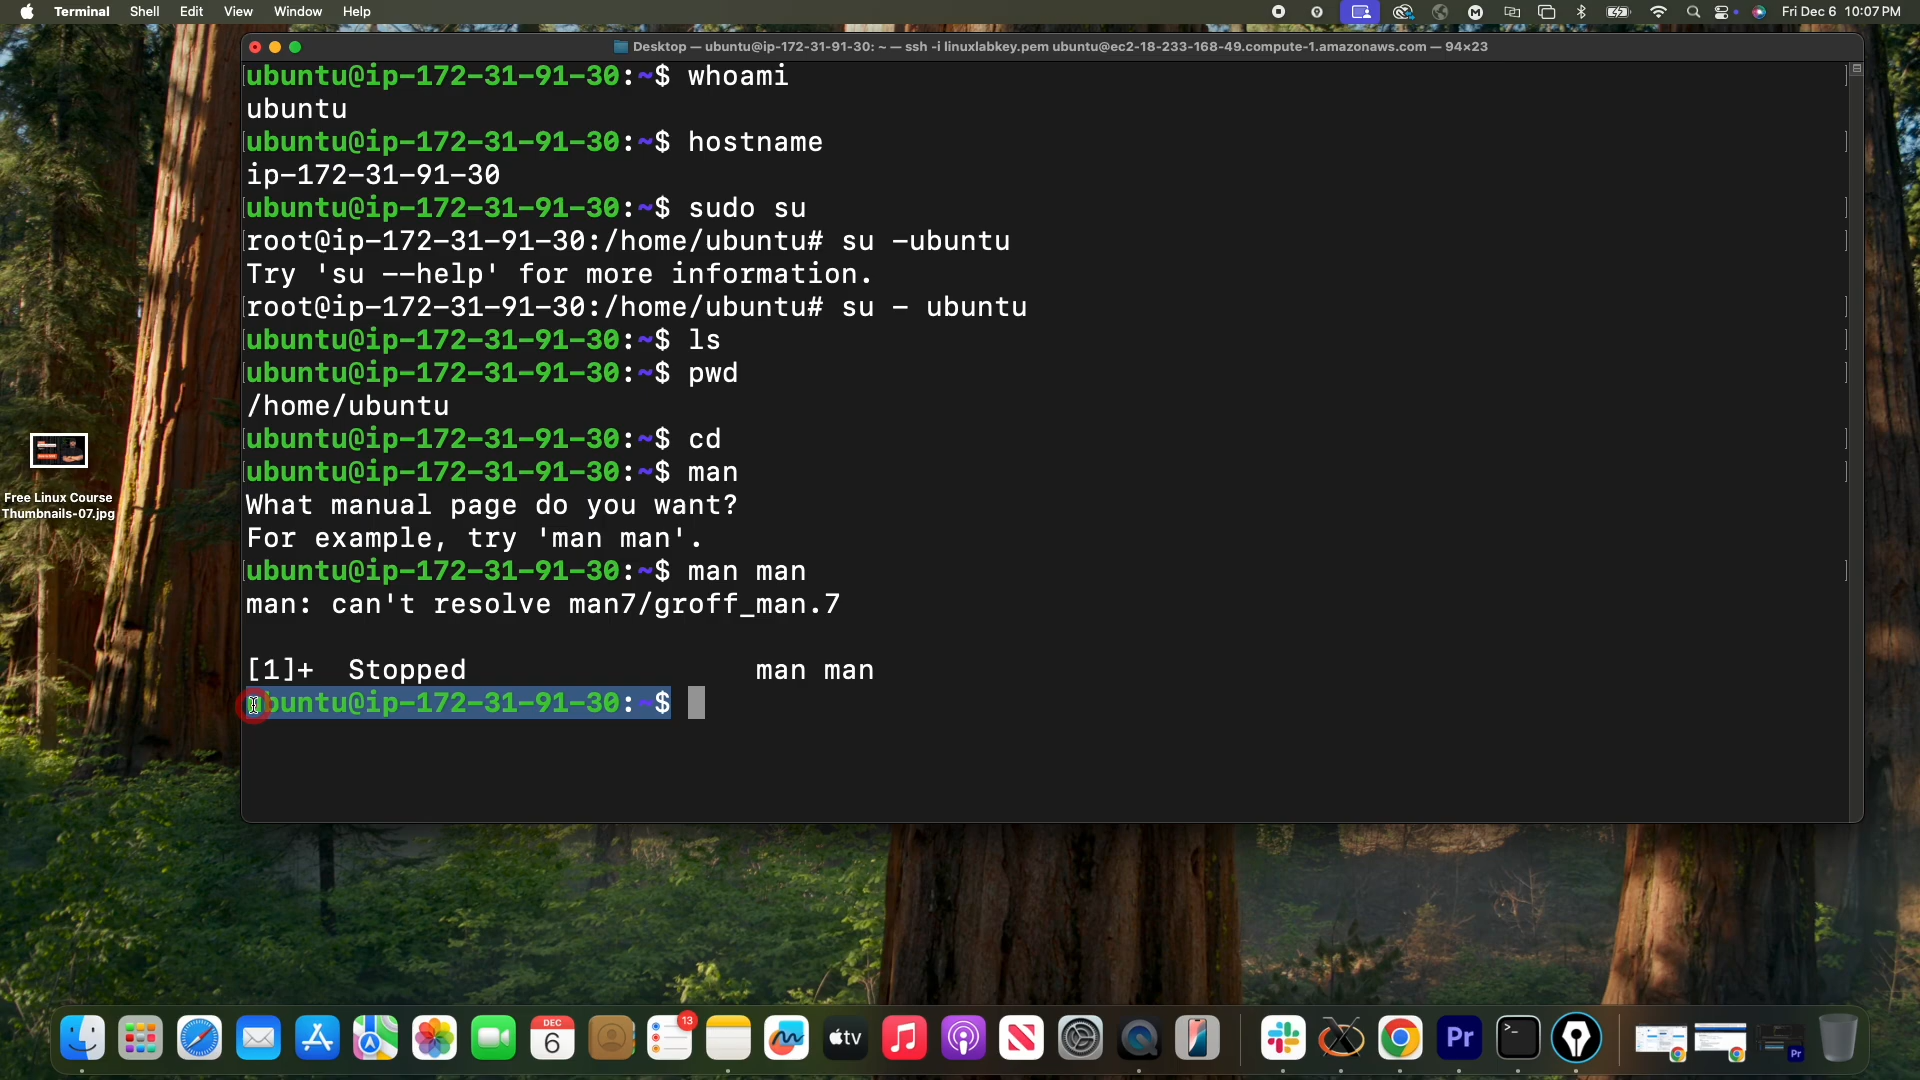 Terminal Shell Edit View Window Help Fri Dec 6 10:07 PM
Desktop — ubuntu@ip-172-31-91-30: ~ — ssh -i linuxlabkey.pem ubuntu@ec2-18-233-168-49.compute-1.amazonaws.com — 94×23
ubuntu@ip-172-31-91-30:~$ whoami
ubuntu
ubuntu@ip-172-31-91-30:~$ hostname
ip-172-31-91-30
ubuntu@ip-172-31-91-30:~$ sudo su
root@ip-172-31-91-30:/home/ubuntu# su -ubuntu
Try 'su --help' for more information.
root@ip-172-31-91-30:/home/ubuntu# su - ubuntu
ubuntu@ip-172-31-91-30:~$ ls
ubuntu@ip-172-31-91-30:~$ pwd
/home/ubuntu
ubuntu@ip-172-31-91-30:~$ cd
ubuntu@ip-172-31-91-30:~$ man
What manual page do you want?
For example, try 'man man'.
ubuntu@ip-172-31-91-30:~$ man man
man: can't resolve man7/groff_man.7
[1]+ Stopped man man
ubuntu@ip-172-31-91-30:~$
Free Linux Course
Thumbnails-07.jpg
DEC
6
13
tv
Pr
>_
Pr